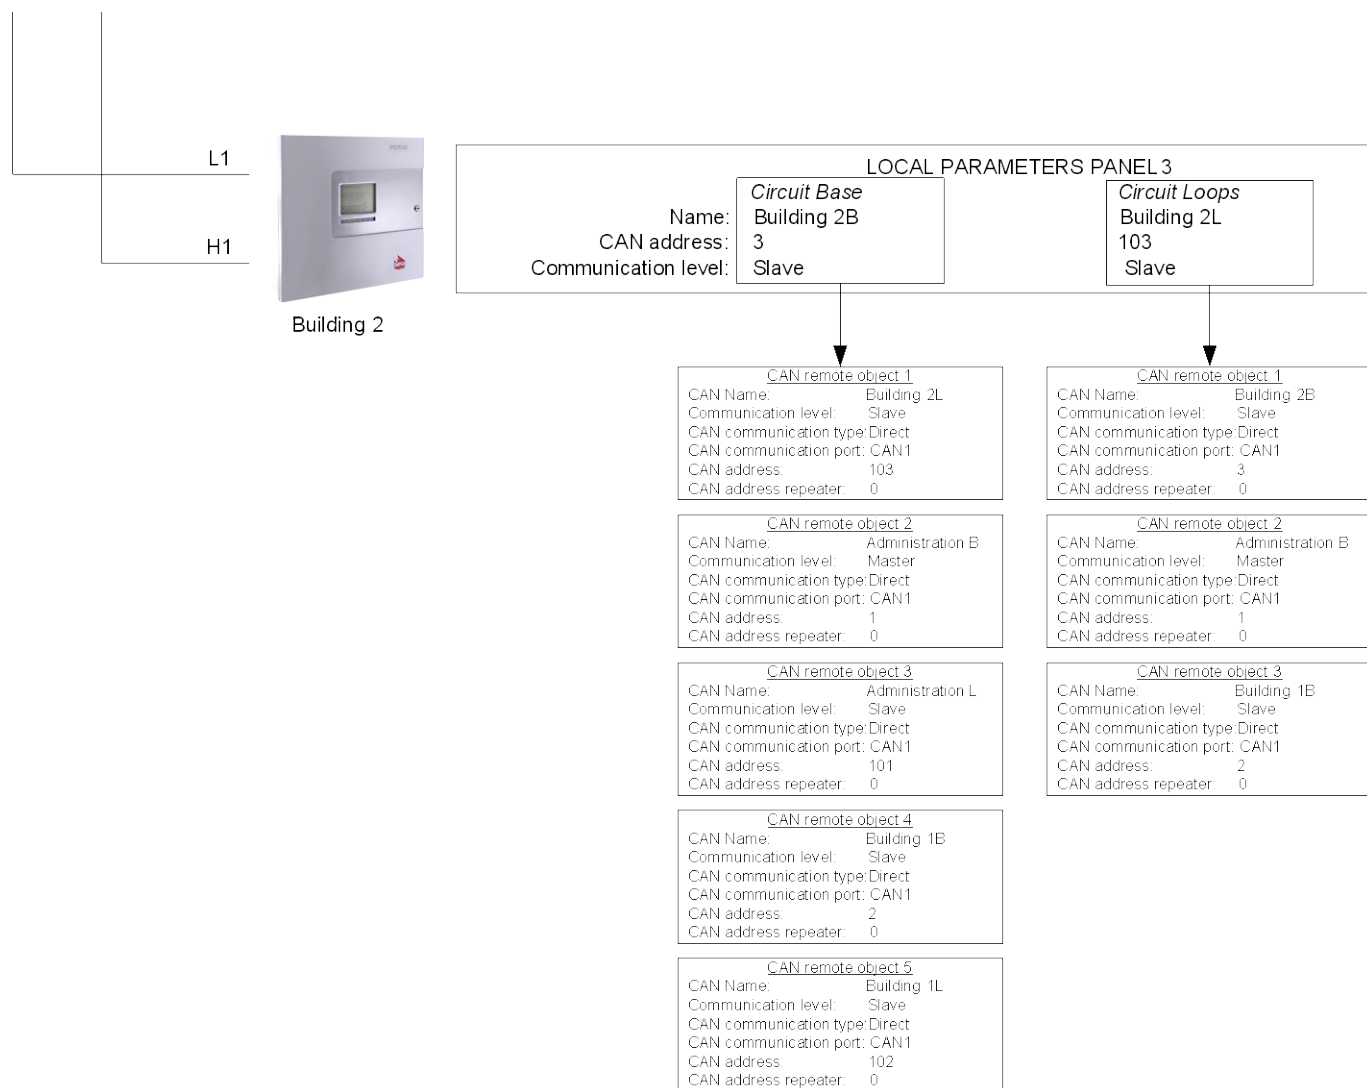 L1
H1
Building 2
LOCAL PARAMETERS PANEL 3
Circuit Base Circuit Loops
Name: Building 2B Building 2L
CAN address: 3 103
Communication level: Slave Slave
CAN remote object 1
CAN Name: Building 2L
Communication level: Slave
CAN communication type: Direct
CAN communication port: CAN1
CAN address: 103
CAN address repeater: 0
CAN remote object 2
CAN Name: Administration B
Communication level: Master
CAN communication type: Direct
CAN communication port: CAN1
CAN address: 1
CAN address repeater: 0
CAN remote object 3
CAN Name: Administration L
Communication level: Slave
CAN communication type: Direct
CAN communication port: CAN1
CAN address: 101
CAN address repeater: 0
CAN remote object 4
CAN Name: Building 1B
Communication level: Slave
CAN communication type: Direct
CAN communication port: CAN1
CAN address: 2
CAN address repeater: 0
CAN remote object 5
CAN Name: Building 1L
Communication level: Slave
CAN communication type: Direct
CAN communication port: CAN1
CAN address: 102
CAN address repeater: 0
CAN remote object 1
CAN Name: Building 2B
Communication level: Slave
CAN communication type: Direct
CAN communication port: CAN1
CAN address: 3
CAN address repeater: 0
CAN remote object 2
CAN Name: Administration B
Communication level: Master
CAN communication type: Direct
CAN communication port: CAN1
CAN address: 1
CAN address repeater: 0
CAN remote object 3
CAN Name: Building 1B
Communication level: Slave
CAN communication type: Direct
CAN communication port: CAN1
CAN address: 2
CAN address repeater: 0